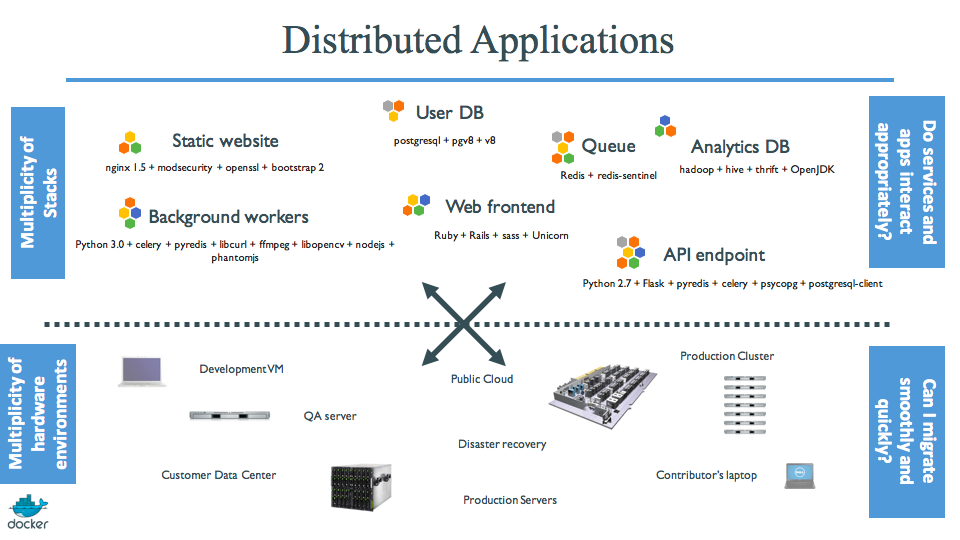 Distributed Applications
Multiplicity of
Stacks
Static website
nginx 1.5 + modsecurity + openssl + bootstrap 2
User DB
postgresql + pgv8 + v8
Queue
Redis + redis-sentinel
Analytics DB
hadoop + hive + thrift + OpenJDK
Background workers
Python 3.0 + celery + pyredis + libcurl + ffmpeg + libopencv + nodejs +
phantomjs
Web frontend
Ruby + Rails + sass + Unicorn
API endpoint
Python 2.7 + Flask + pyredis + celery + psycopg + postgresql-client
Do services and
apps interact
appropriately?
Multiplicity of
hardware
environments
Development VM
QA server
Customer Data Center
Public Cloud
Disaster recovery
Production Servers
Production Cluster
Contributor's laptop
Can I migrate
smoothly and
quickly?
docker